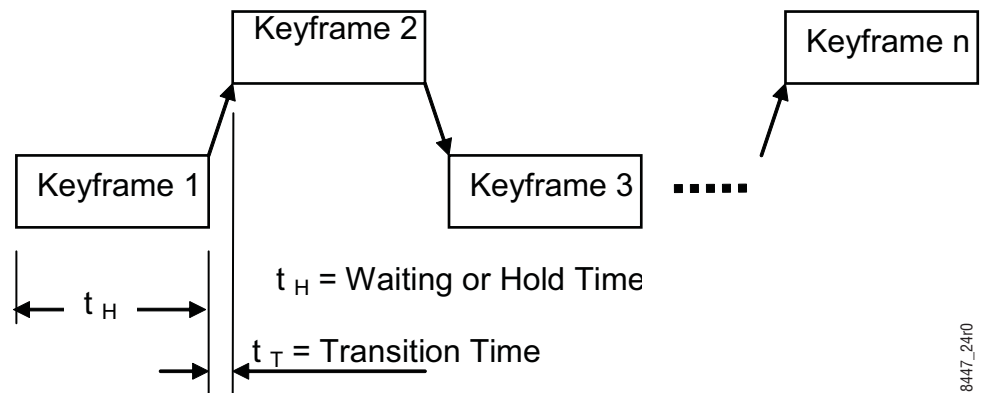 Keyframe 2
Keyframe n
Keyframe 1
Keyframe 3
t H = Waiting or Hold Time
t H
t T = Transition Time
8447_24r0